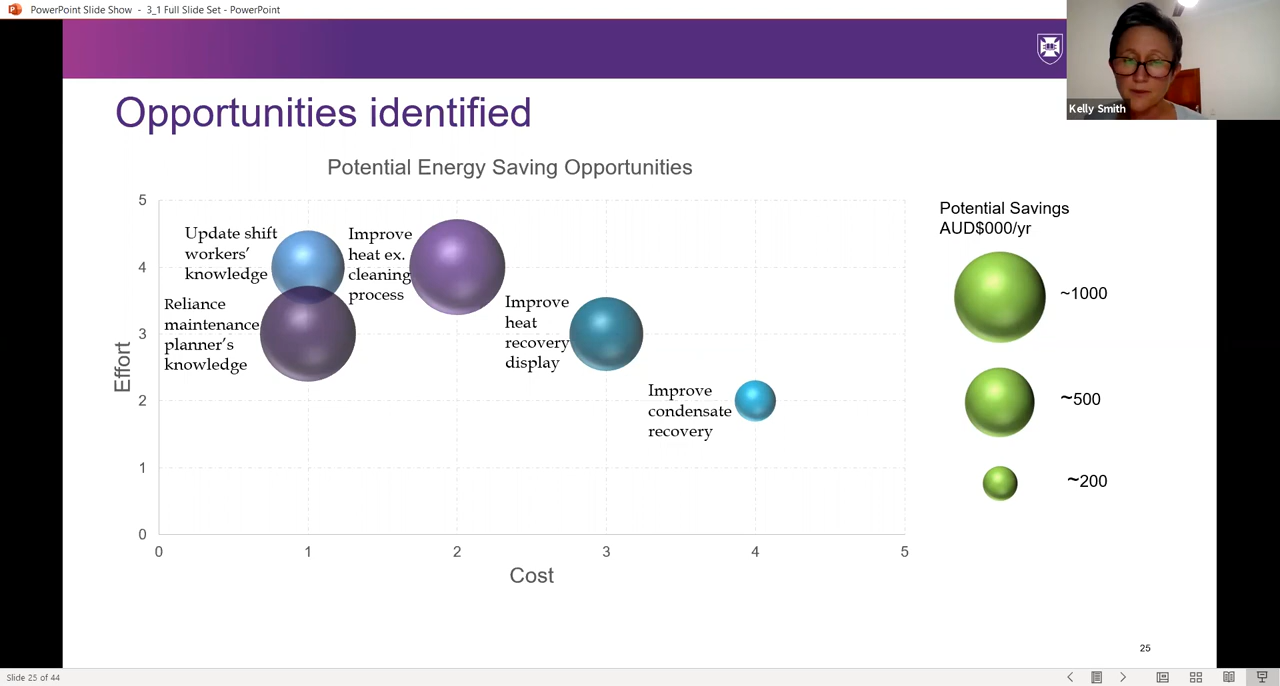 PowerPoint Slide Show - 3_1 Full Slide Set - PowerPoint
Kelly Smith
Opportunities identified
Potential Energy Saving Opportunities
Potential Savings
AUD$000/yr
~1000
~500
~200
5
4
3
2
1
0
Effort
Update shift
workers’
knowledge
Improve
heat ex.
cleaning
process
Reliance
maintenance
planner’s
knowledge
Improve
heat
recovery
display
Improve
condensate
recovery
0 1 2 3 4 5
Cost
25
Slide 25 of 44